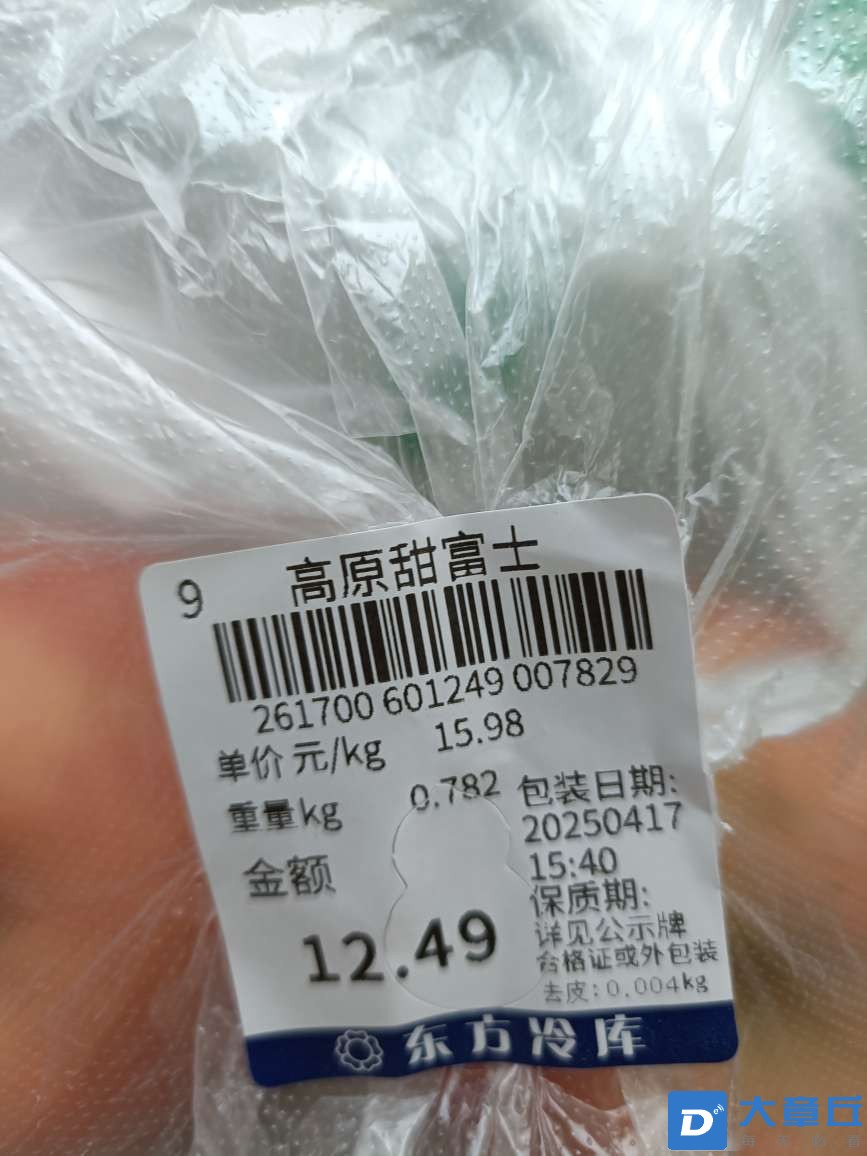 高原甜富士
9
261700 601249 007829
单价 元/kg 15.98
重量kg 0.782
金额
12.49
包装日期:
20250417
15:40
保质期:
详见公示牌
合格证或外包装
去皮:0.004kg
东方冷库
大章丘